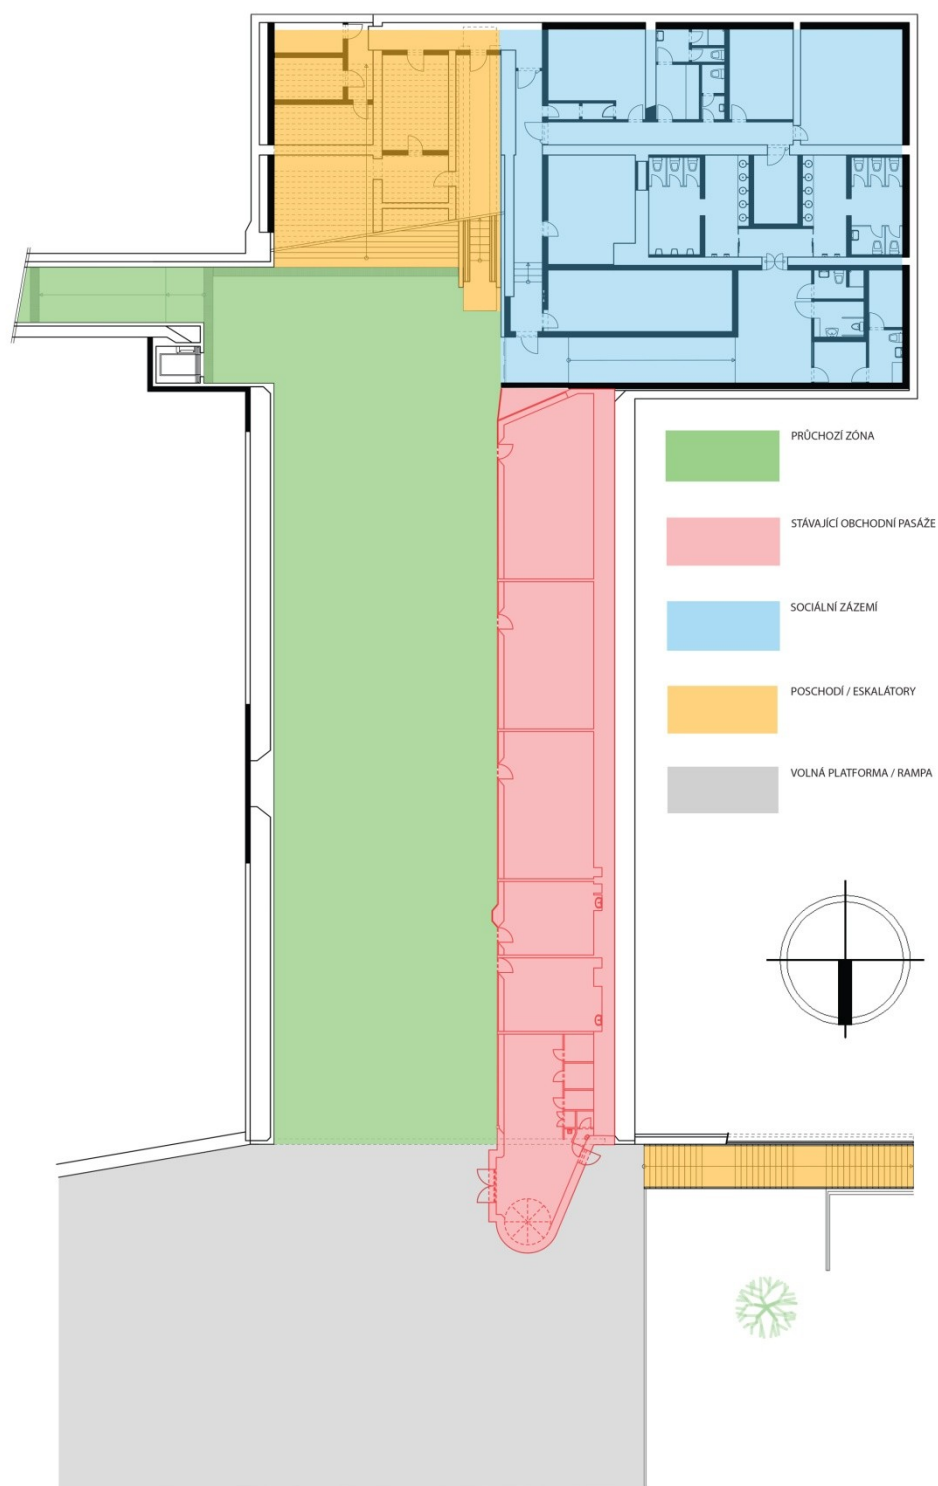 PRŮCHOZÍ ZÓNA
STÁVAJÍCÍ OBCHODNÍ PASÁŽE
SOCIÁLNÍ ZÁZEMÍ
POSCHODÍ / ESKALÁTORY
VOLNÁ PLATFORMA / RAMPA